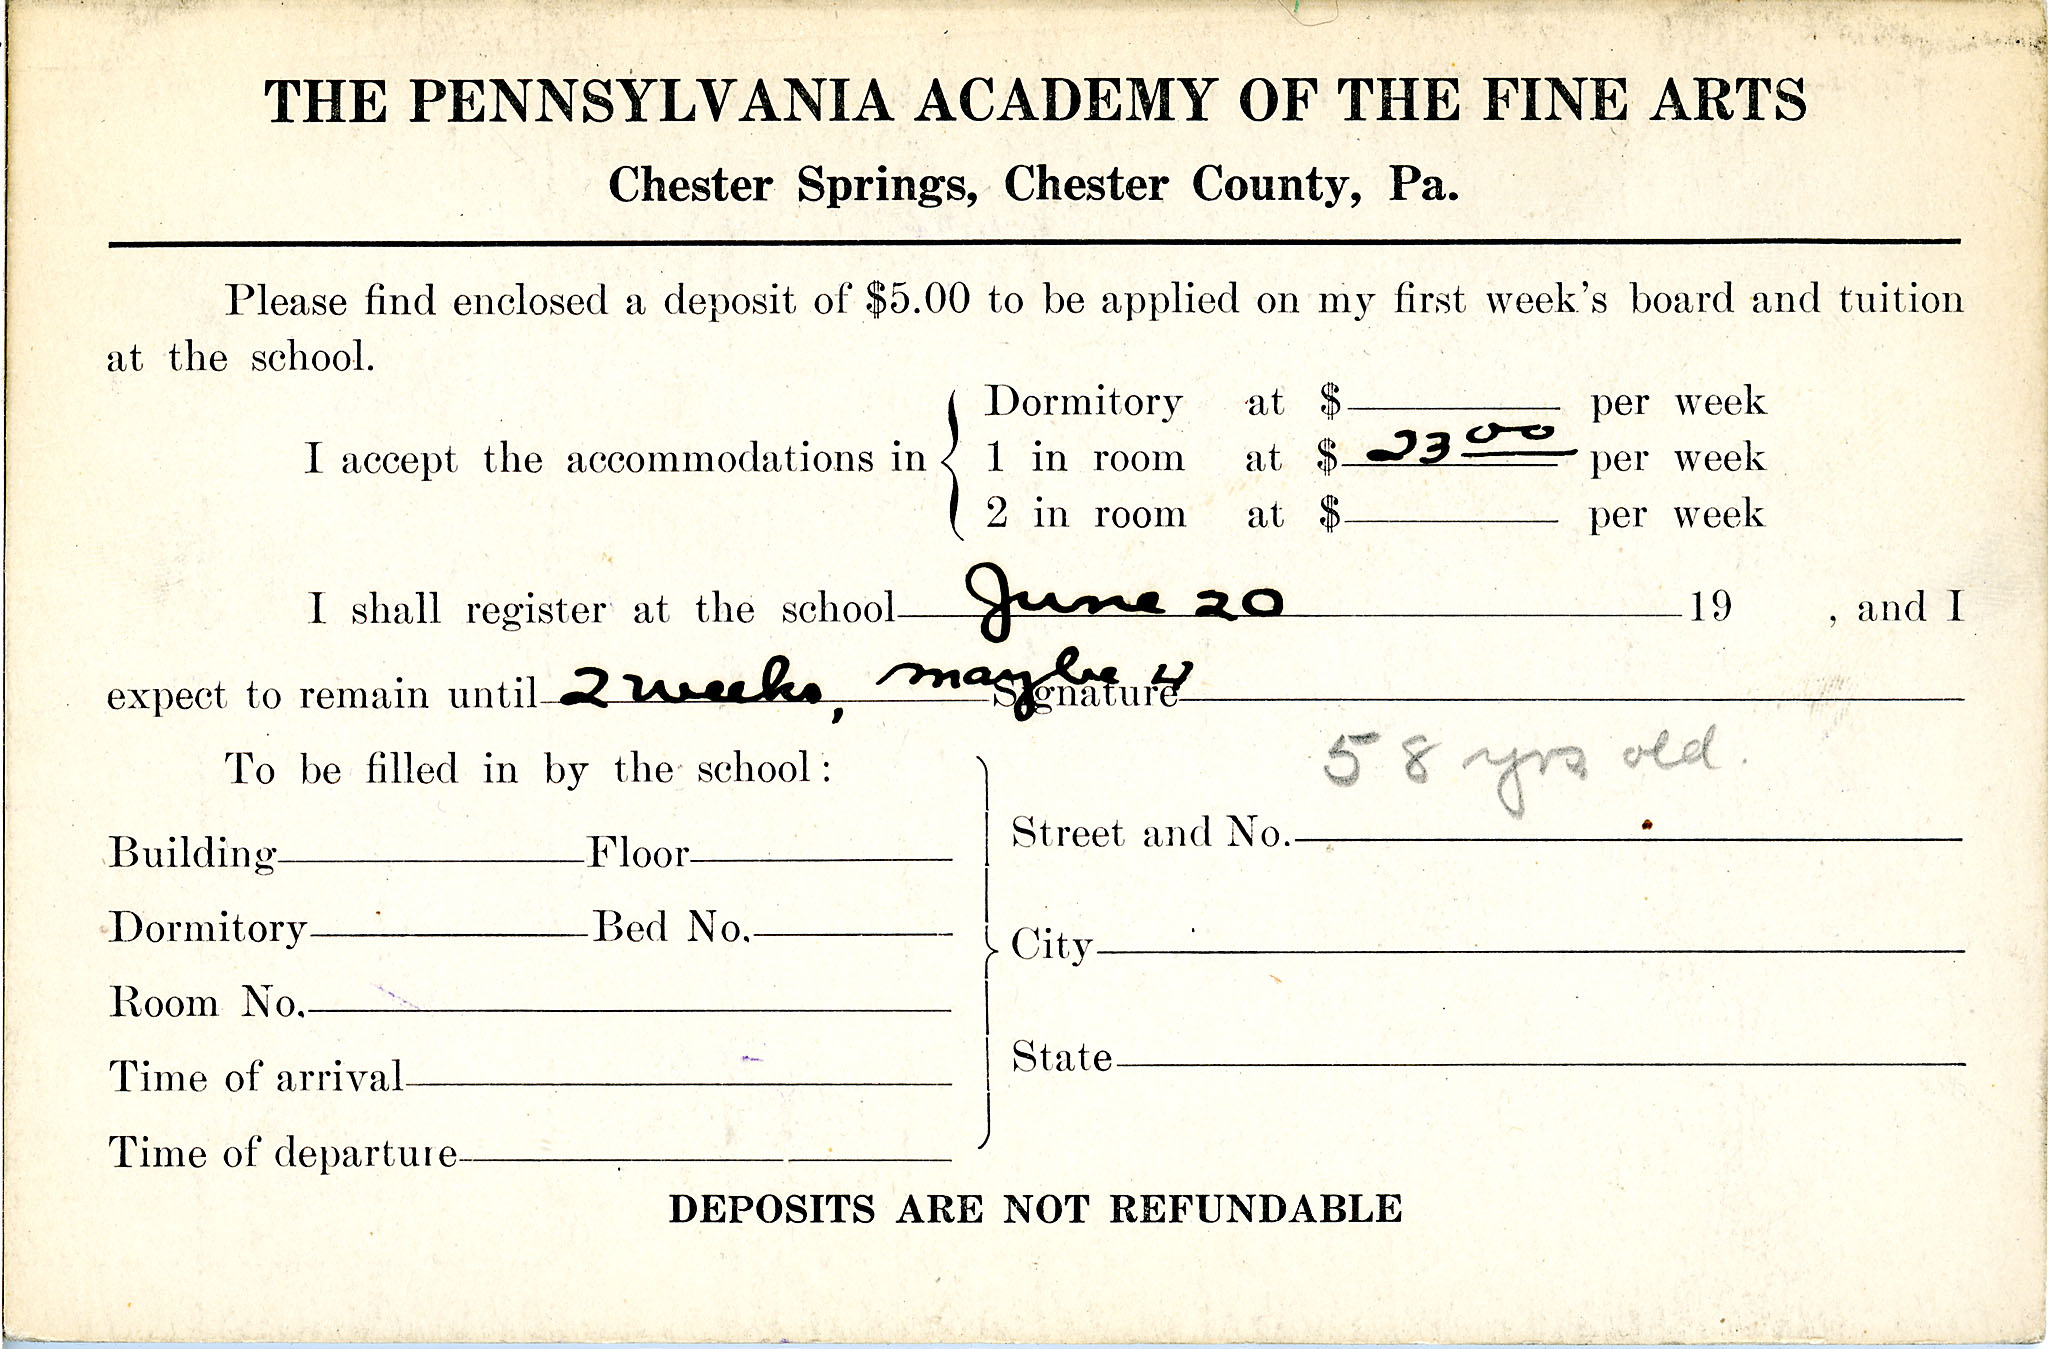 THE PENNSYLVANIA ACADEMY OF THE FINE ARTS
Chester Springs, Chester County, Pa.
Please find enclosed a deposit of $5.00 to be applied on my first week's board and tuition
at the school.
Dormitory at $ per week
I accept the accommodations in 1 in room at $ 23 00 per week
2 in room at $ per week
I shall register at the school June 20 19 , and I
expect to remain until 2 weeks, maybe 4 Signature
58 yrs old.
To be filled in by the school:
Building Floor
Dormitory Bed No.
Room No.
Time of arrival
Time of departure
Street and No.
City
State
DEPOSITS ARE NOT REFUNDABLE